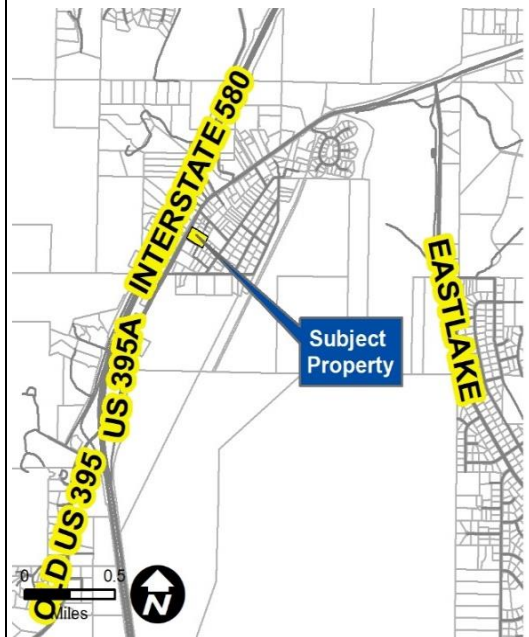 INTERSTATE 580
US 395A
OLD US 395
EASTLAKE
Subject
Property
0 0.5
Miles
N